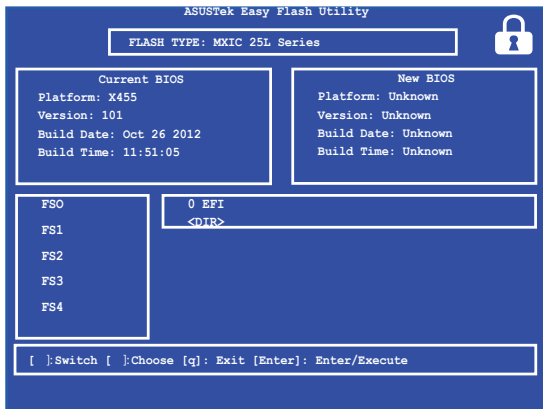 ASUSTek Easy Flash Utility
FLASH TYPE: MXIC 25L Series
Current BIOS
Platform: X455
Version: 101
Build Date: Oct 26 2012
Build Time: 11:51:05
New BIOS
Platform: Unknown
Version: Unknown
Build Date: Unknown
Build Time: Unknown
FSO
FS1
FS2
FS3
FS4
0 EFI
<DIR>
[ ]:Switch [ ]:Choose [q]: Exit [Enter]: Enter/Execute